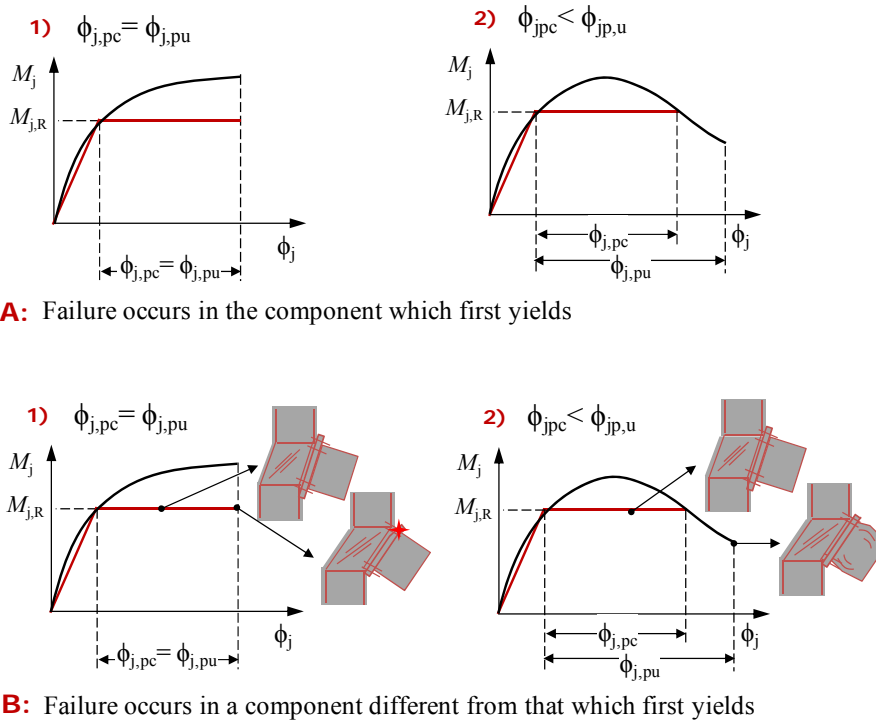 1) ϕj,pc= ϕj,pu
2) ϕjpc< ϕjp,u
Mj
Mj,R
ϕj
ϕj,pc= ϕj,pu
Mj
Mj,R
ϕj,pc
ϕj
ϕj,pu
A: Failure occurs in the component which first yields
1) ϕj,pc= ϕj,pu
2) ϕjpc< ϕjp,u
Mj
Mj,R
ϕj
ϕj,pc= ϕj,pu
Mj
Mj,R
ϕj,pc
ϕj
ϕj,pu
B: Failure occurs in a component different from that which first yields